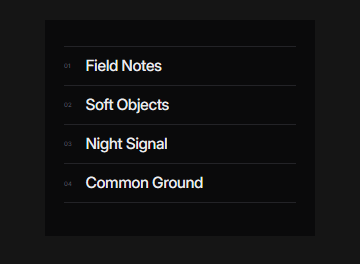 01 Field Notes
02 Soft Objects
03 Night Signal
04 Common Ground